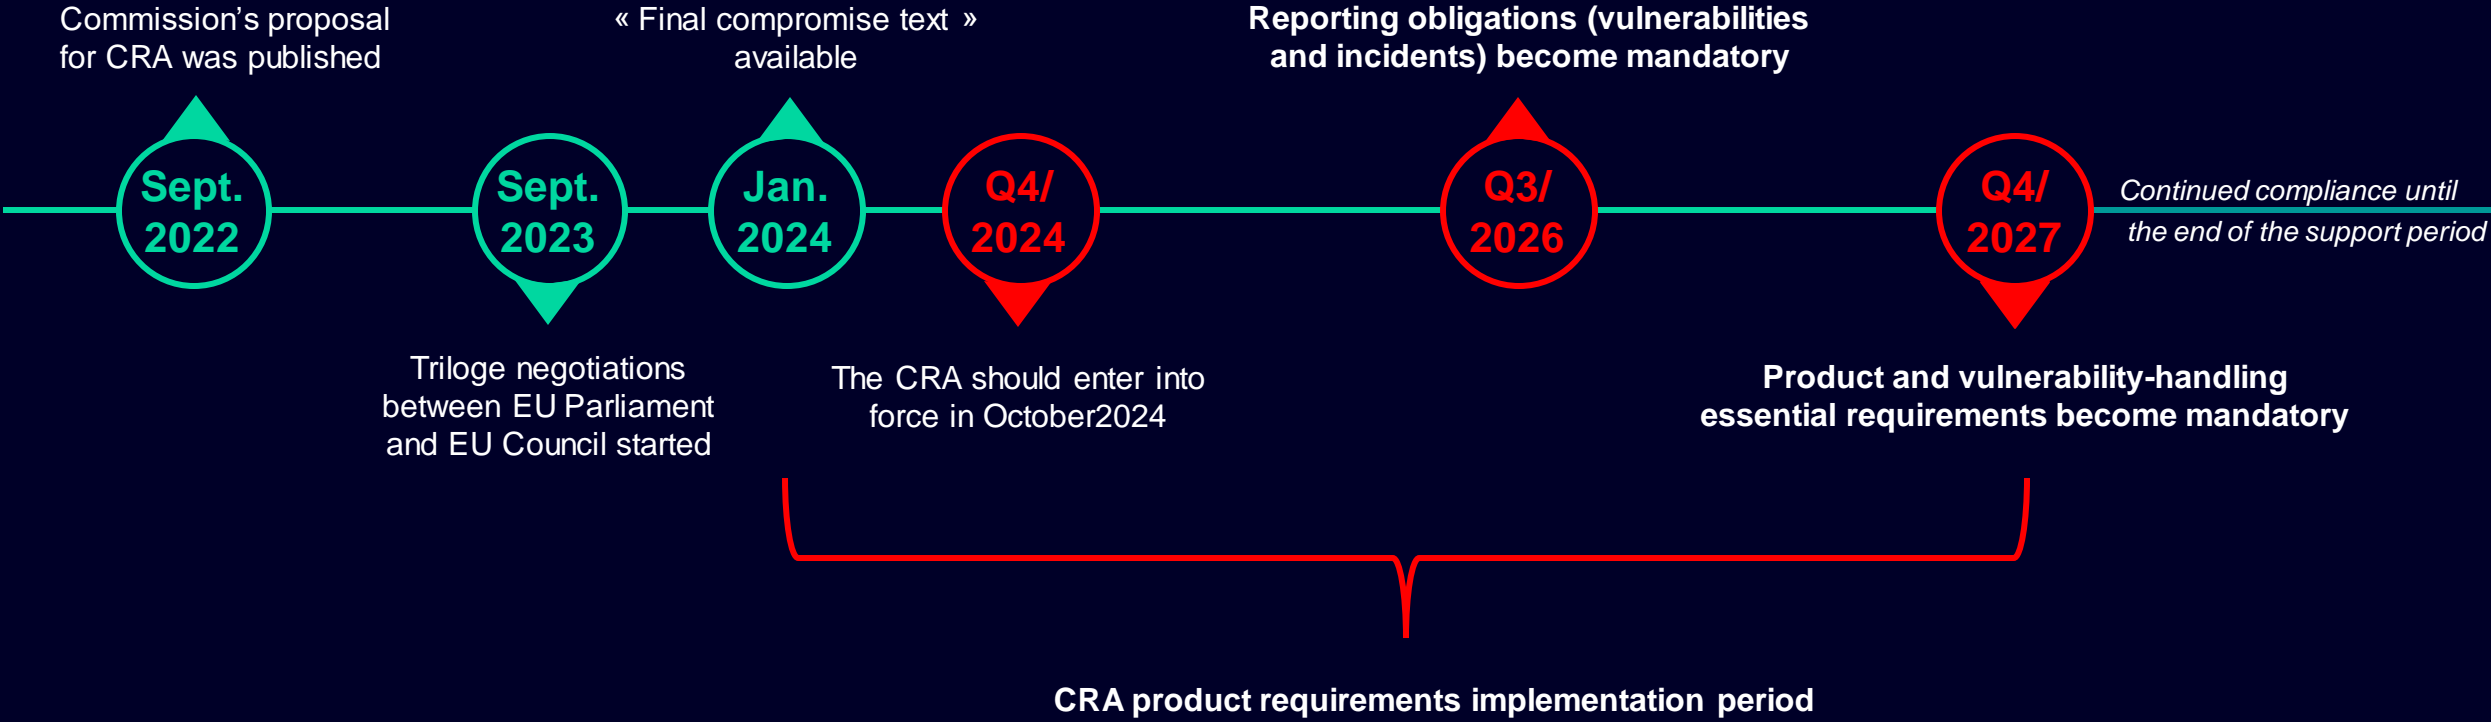 Commission's proposal
for CRA was published
« Final compromise text »
available
Reporting obligations (vulnerabilities
and incidents) become mandatory
Sept.
2022
Sept.
2023
Jan.
2024
Q4/
2024
Q3/
2026
Q4/
2027
Continued compliance until
the end of the support period
Triloge negotiations
between EU Parliament
and EU Council started
The CRA should enter into
force in October2024
Product and vulnerability-handling
essential requirements become mandatory
CRA product requirements implementation period